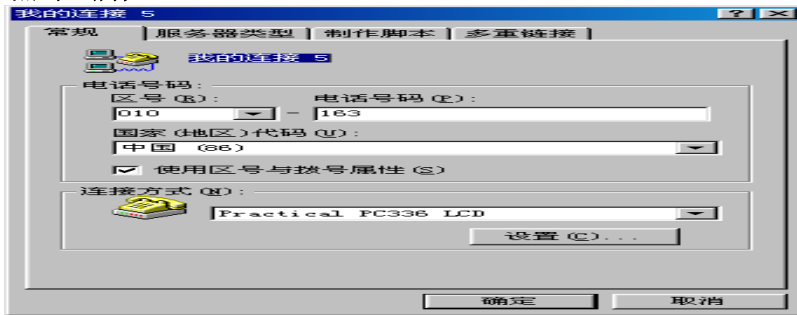 我的连接 5
常规 服务器类型 制作脚本 多重链接
我的连接 5
电话号码:
区号(R): 电话号码(P):
010 - 163
国家(地区)代码(U):
中国 (86)
使用区号与拨号属性(S)
连接方式(N):
Practical PC336 LCD
设置(C)...
确定 取消